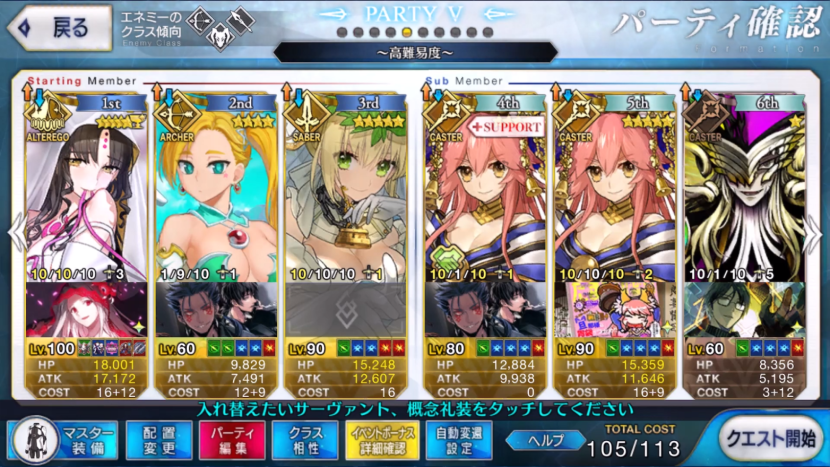 戻る
エネミーの
クラス傾向
Enemy Class
PARTY V
～高難易度～
パーティ確認
formation
Starting Member
Sub Member
1st
2nd
3rd
4th
5th
6th
ALTEREGO
ARCHER
SABER
CASTER
+SUPPORT
CASTER
CASTER
10/10/10 3
1/9/10 1
10/10/10 1
10/1/10 1
10/10/10 2
10/1/10 5
Lv.100
Lv.60
Lv.90
Lv.80
Lv.90
Lv.60
HP 18,001
HP 9,829
HP 15,248
HP 12,884
HP 15,359
HP 8,356
ATK 17,172
ATK 7,491
ATK 12,607
ATK 9,938
ATK 11,646
ATK 5,195
COST 16+12
COST 12+9
COST 16
COST 0
COST 16+9
COST 3+12
入れ替えたいサーヴァント、概念礼装をタッチしてください
マスター
装備
配置
変更
パーティ
編集
クラス
相性
イベントボーナス
詳細確認
自動変還
設定
ヘルプ
TOTAL COST
105/113
クエスト開始